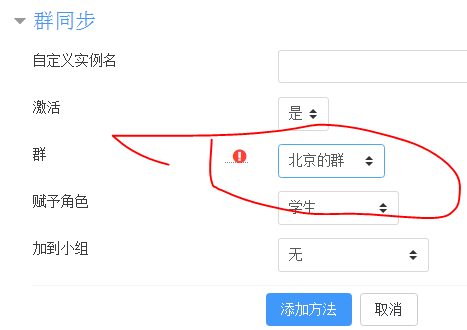 群同步
自定义实例名
激活 是
群 北京的群
赋予角色 学生
加到小组 无
添加方法 取消